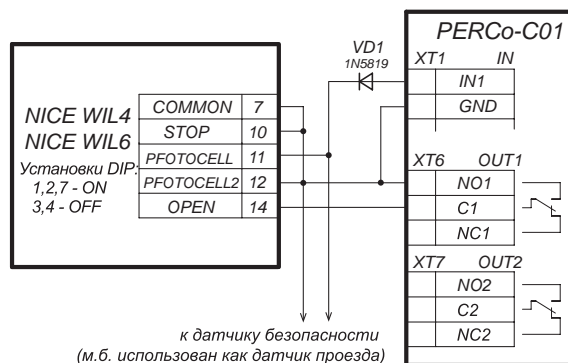 PERCo-C01
VD1
1N5819
XT1 IN
IN1
GND
NICE WIL4
NICE WIL6
Установки DIP:
1,2,7 - ON
3,4 - OFF
COMMON 7
STOP 10
PFOTOCELL 11
PFOTOCELL2 12
OPEN 14
XT6 OUT1
NO1
C1
NC1
XT7 OUT2
NO2
C2
NC2
к датчику безопасности
(м.б. использован как датчик проезда)